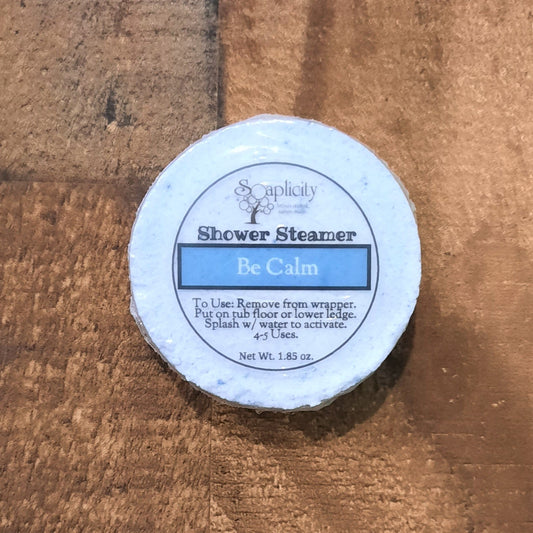 Soaplicity
Shower Steamer
Be Calm
To Use: Remove from wrapper.
Put on tub floor or lower ledge.
Splash w/ water to activate.
4-5 Uses.
Net Wt. 1.85 oz.